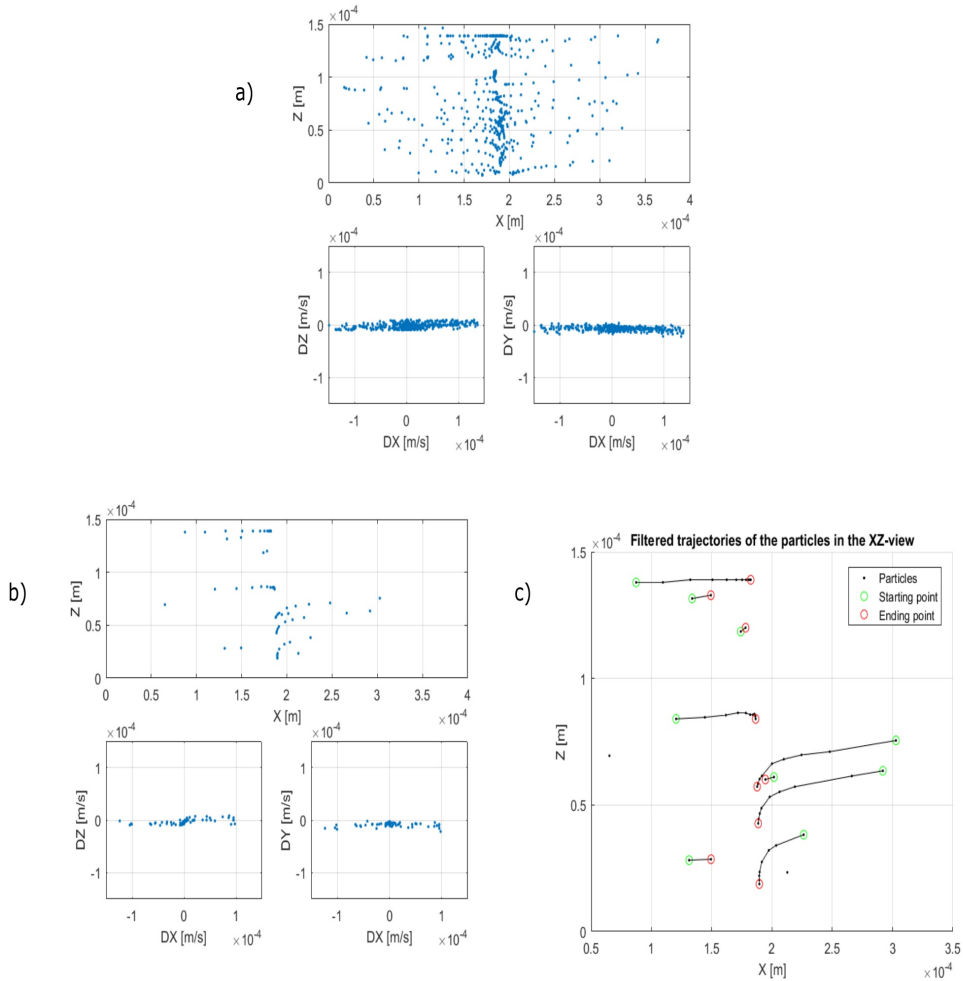 a)
×10⁻⁴
1.5
1
0.5
0
Z [m]
0 0.5 1 1.5 2 2.5 3 3.5 4
X [m]
×10⁻⁴
×10⁻⁴
1
0
-1
DZ [m/s]
-1 0 1
DX [m/s]
×10⁻⁴
×10⁻⁴
1
0
-1
DY [m/s]
-1 0 1
DX [m/s]
×10⁻⁴
b)
×10⁻⁴
1.5
1
0.5
0
Z [m]
0 0.5 1 1.5 2 2.5 3 3.5 4
X [m]
×10⁻⁴
×10⁻⁴
1
0
-1
DZ [m/s]
-1 0 1
DX [m/s]
×10⁻⁴
×10⁻⁴
1
0
-1
DY [m/s]
-1 0 1
DX [m/s]
×10⁻⁴
c)
×10⁻⁴
Filtered trajectories of the particles in the XZ-view
Particles
Starting point
Ending point
1.5
1
0.5
0
Z [m]
0.5 1 1.5 2 2.5 3 3.5
X [m]
×10⁻⁴